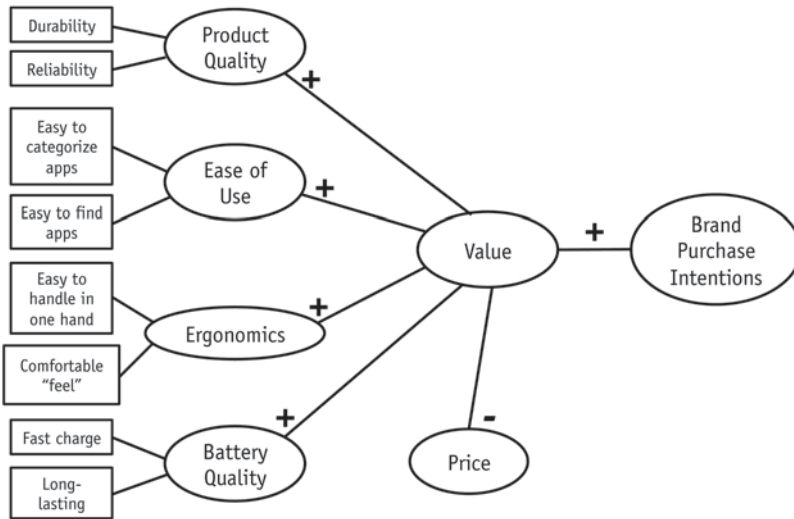 Durability
Reliability
Product
Quality
+
Easy to
categorize
apps
Easy to find
apps
Ease of
Use
+
Easy to
handle in
one hand
Comfortable
“feel”
Ergonomics
+
Fast charge
Long-
lasting
Battery
Quality
+
Value
-
Price
+
Brand
Purchase
Intentions